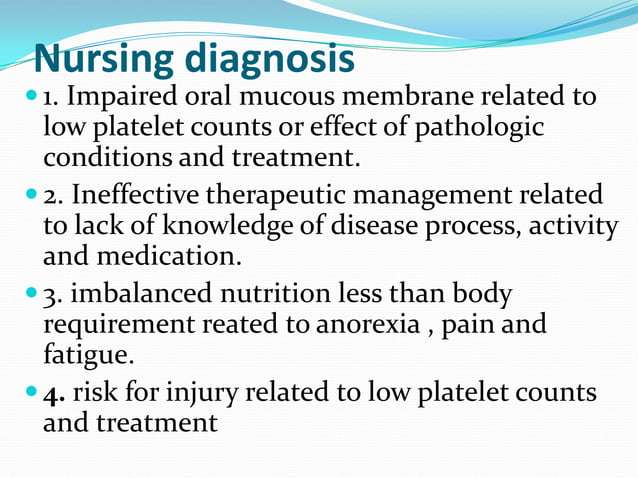 Nursing diagnosis
1. Impaired oral mucous membrane related to
low platelet counts or effect of pathologic
conditions and treatment.
2. Ineffective therapeutic management related
to lack of knowledge of disease process, activity
and medication.
3. imbalanced nutrition less than body
requirement reated to anorexia , pain and
fatigue.
4. risk for injury related to low platelet counts
and treatment